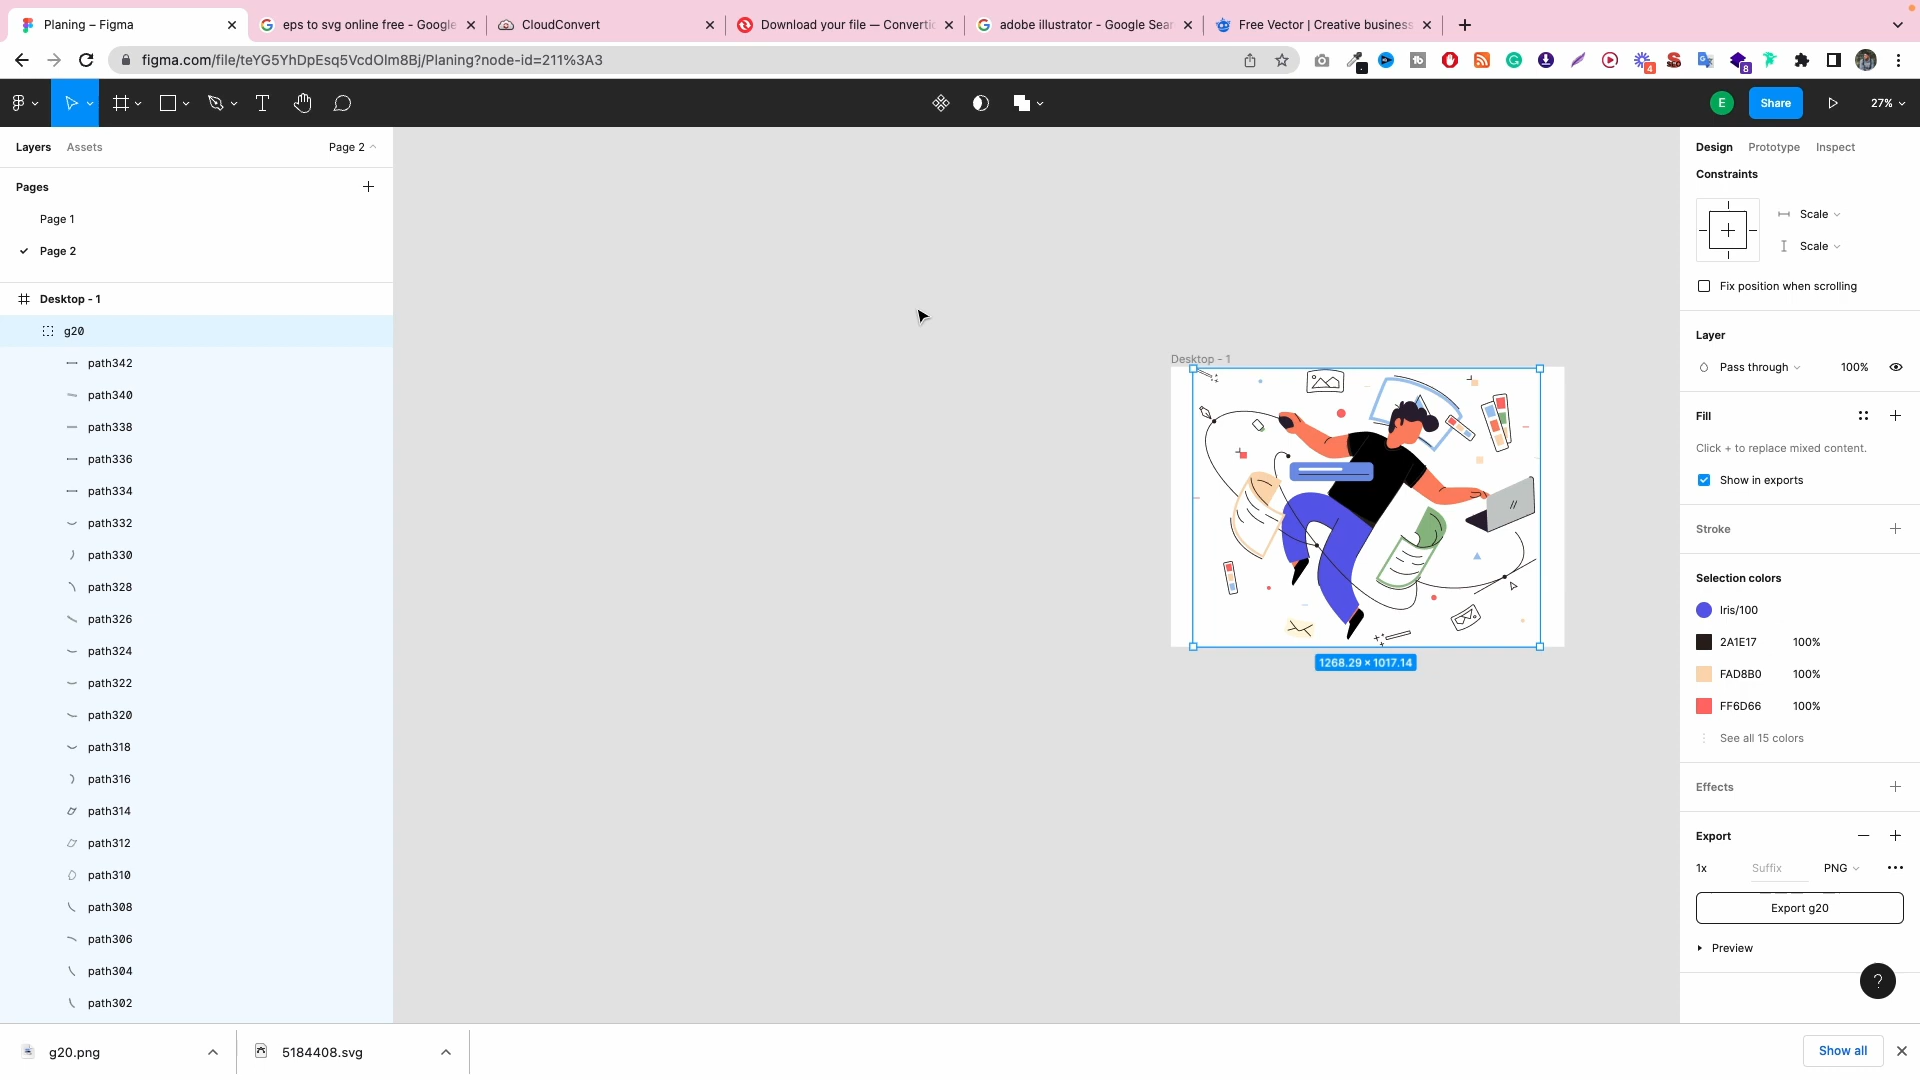 Planing – Figma
eps to svg online free - Google
CloudConvert
Download your file — Convertio
adobe illustrator - Google Sear
Free Vector | Creative business
figma.com/file/teYG5YhDpEsq5VcdOlm8Bj/Planing?node-id=211%3A3
4
8
E
Share
27%
Layers
Assets
Page 2
Pages
Page 1
Page 2
Desktop - 1
g20
path342
path340
path338
path336
path334
path332
path330
path328
path326
path324
path322
path320
path318
path316
path314
path312
path310
path308
path306
path304
path302
Desktop - 1
1268.29 × 1017.14
Design
Prototype
Inspect
Constraints
Scale
Scale
Fix position when scrolling
Layer
Pass through
100%
Fill
Click + to replace mixed content.
Show in exports
Stroke
Selection colors
Iris/100
2A1E17
100%
FAD8B0
100%
FF6D66
100%
See all 15 colors
Effects
Export
1x
Suffix
PNG
Export g20
Preview
?
g20.png
5184408.svg
Show all